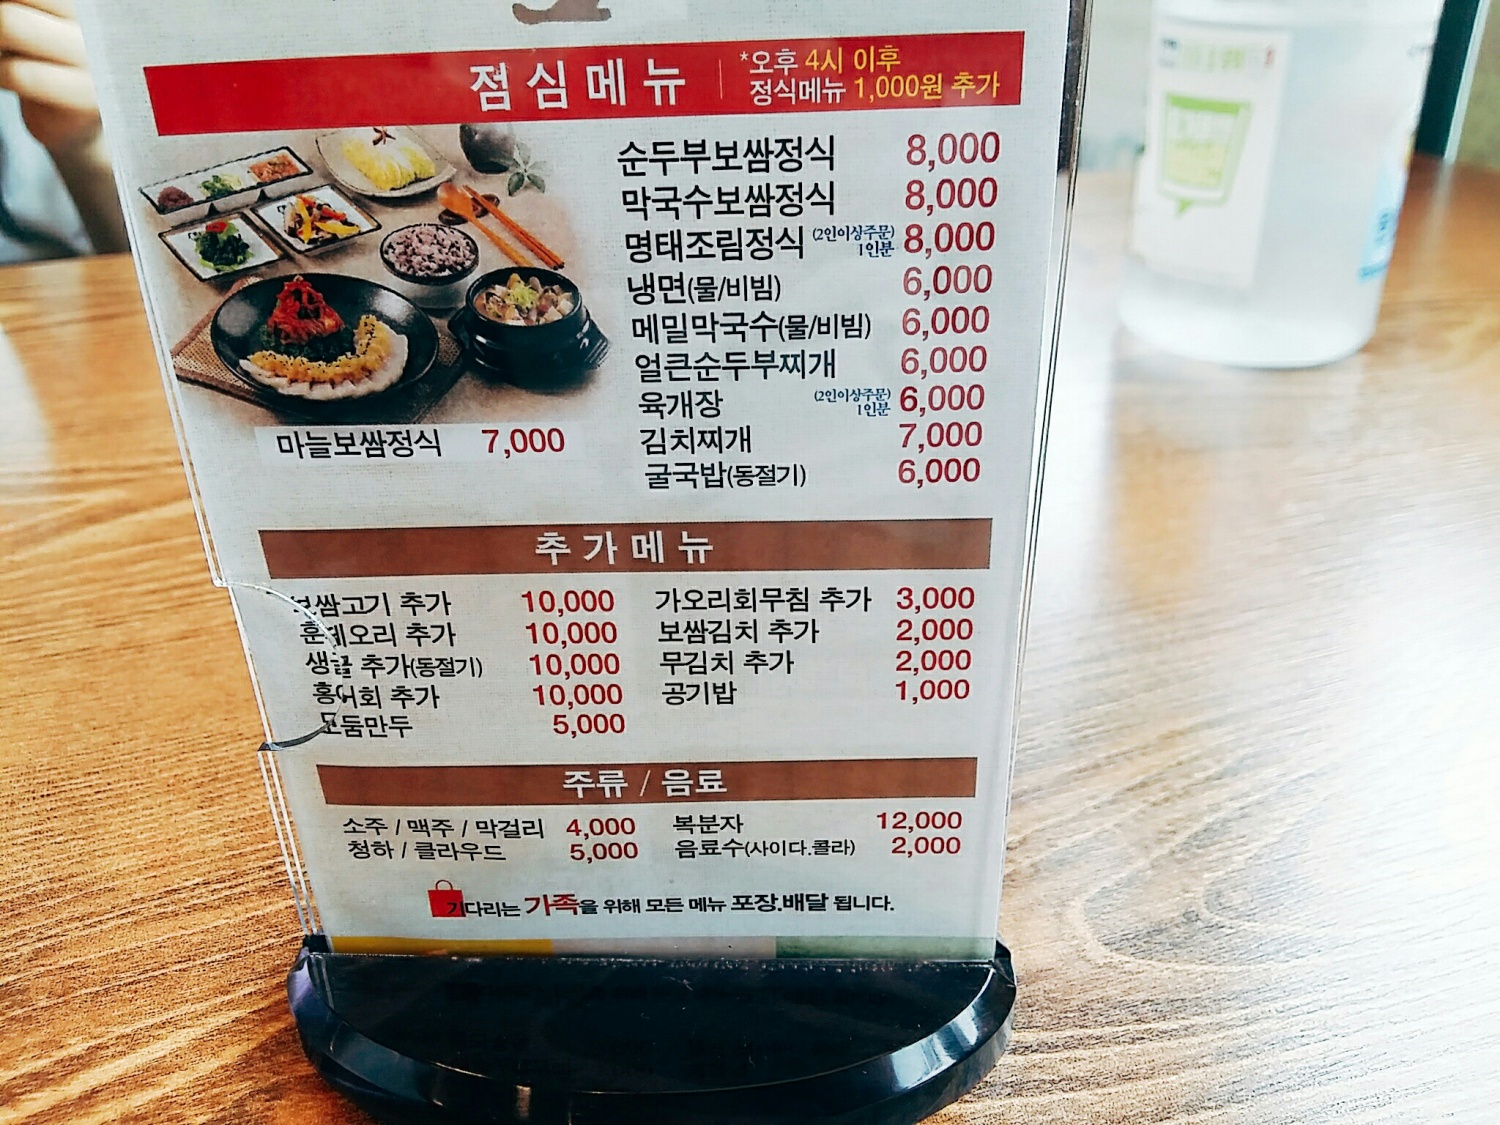 점심메뉴
*오후 4시 이후
정식메뉴 1,000원 추가
순두부보쌈정식 8,000
막국수보쌈정식 8,000
명태조림정식 (2인이상주문) 1인분 8,000
냉면(물/비빔) 6,000
메밀막국수(물/비빔) 6,000
얼큰순두부찌개 6,000
육개장 (2인이상주문) 1인분 6,000
김치찌개 7,000
굴국밥(동절기) 6,000
마늘보쌈정식 7,000
추가메뉴
보쌈고기 추가 10,000
훈제오리 추가 10,000
생굴 추가(동절기) 10,000
홍어회 추가 10,000
모둠만두 5,000
가오리회무침 추가 3,000
보쌈김치 추가 2,000
무김치 추가 2,000
공기밥 1,000
주류 / 음료
소주 / 맥주 / 막걸리 4,000
청하 / 클라우드 5,000
복분자 12,000
음료수(사이다.콜라) 2,000
기다리는 가족을 위해 모든 메뉴 포장.배달 됩니다.